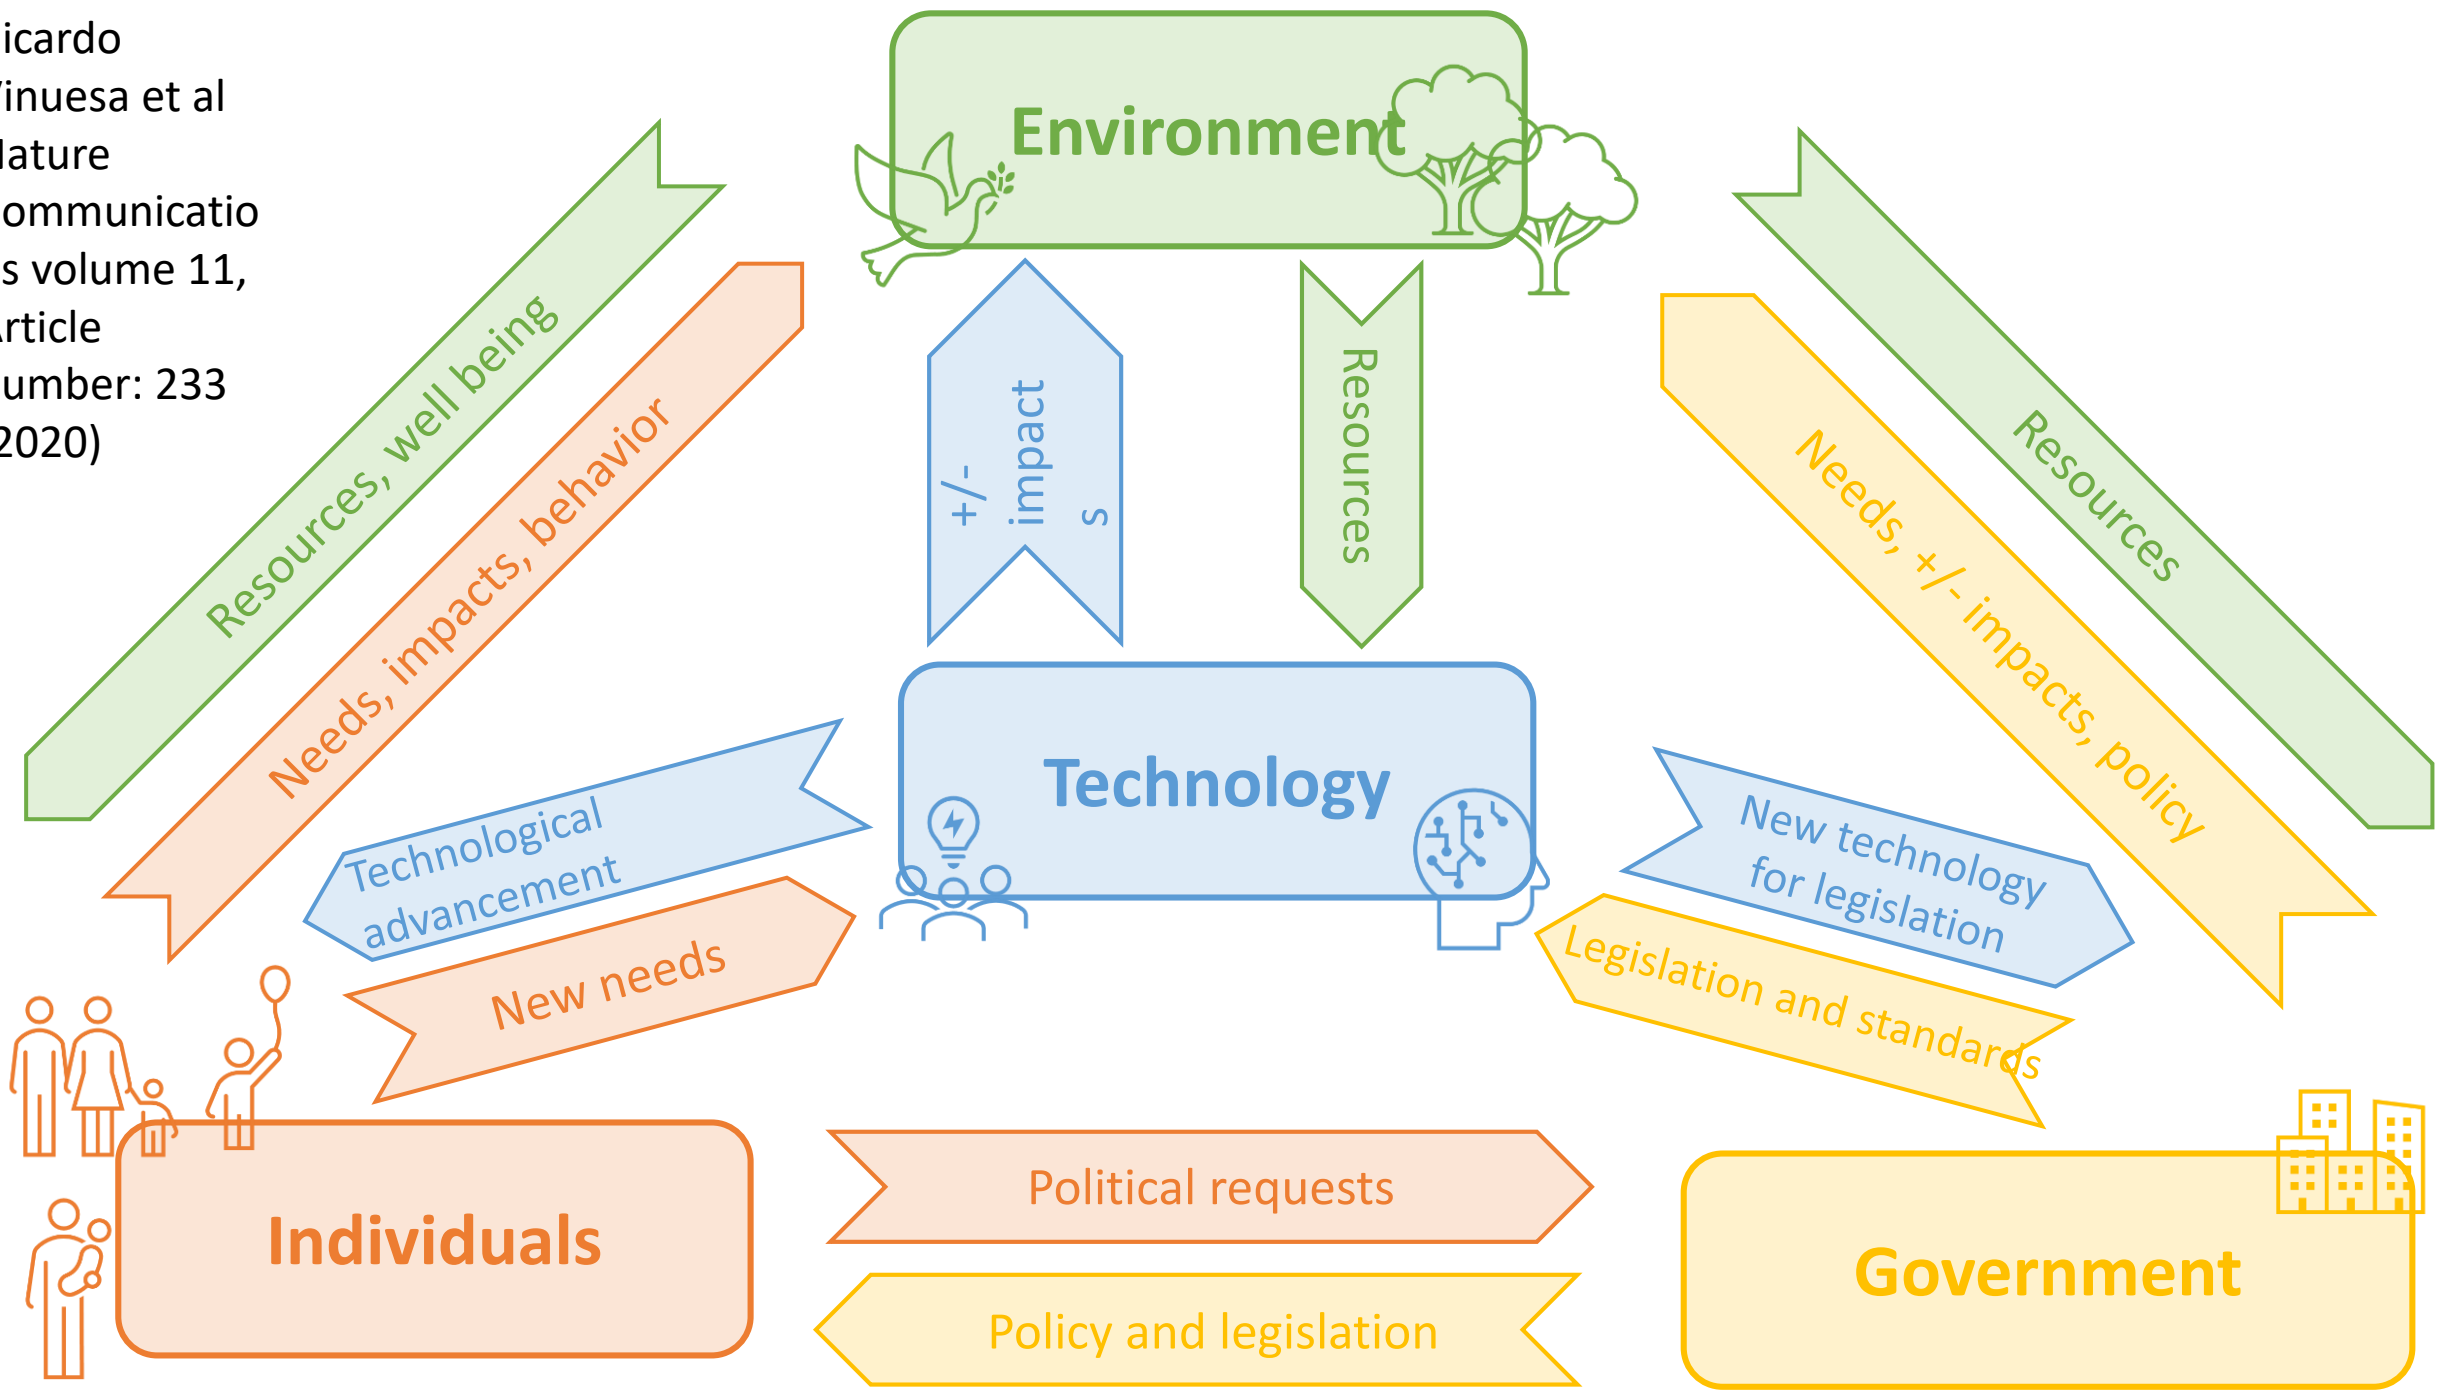 icardo
inuesa et al
ature
ommunicatio
s volume 11,
rticle
umber: 233
2020)
Environment
Resources, well being
Needs, impacts, behavior
+/-
impact
s
Resources
Resources
Needs, +/- impacts, policy
Technology
Technological
advancement
New needs
New technology
for legislation
Legislation and standards
Individuals
Political requests
Policy and legislation
Government